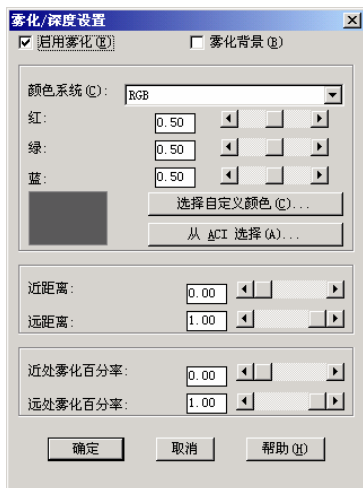 雾化/深度设置
启用雾化(E) 雾化背景(B)
颜色系统(C): RGB
红: 0.50
绿: 0.50
蓝: 0.50
选择自定义颜色(C)...
从 ACI 选择(A)...
近距离: 0.00
远距离: 1.00
近处雾化百分率: 0.00
远处雾化百分率: 1.00
确定 取消 帮助(H)